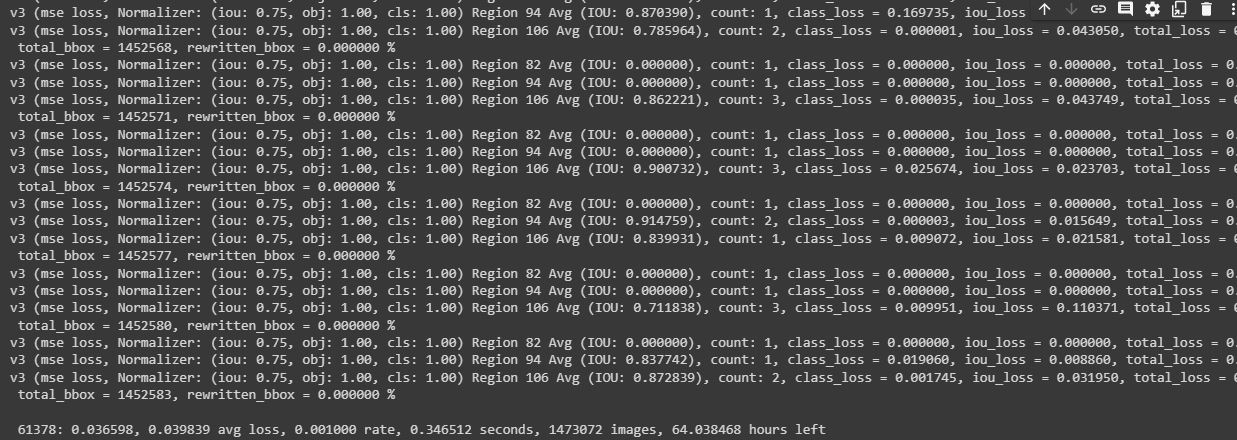 v3 (mse loss, Normalizer: (iou: 0.75, obj: 1.00, cls: 1.00) Region 94 Avg (IOU: 0.870390), count: 1, class_loss = 0.169735, iou_loss
v3 (mse loss, Normalizer: (iou: 0.75, obj: 1.00, cls: 1.00) Region 106 Avg (IOU: 0.785964), count: 2, class_loss = 0.000001, iou_loss = 0.043050, total_loss = 0
total_bbox = 1452568, rewritten_bbox = 0.000000 %
v3 (mse loss, Normalizer: (iou: 0.75, obj: 1.00, cls: 1.00) Region 82 Avg (IOU: 0.000000), count: 1, class_loss = 0.000000, iou_loss = 0.000000, total_loss = 0.
v3 (mse loss, Normalizer: (iou: 0.75, obj: 1.00, cls: 1.00) Region 94 Avg (IOU: 0.000000), count: 1, class_loss = 0.000000, iou_loss = 0.000000, total_loss = 0.
v3 (mse loss, Normalizer: (iou: 0.75, obj: 1.00, cls: 1.00) Region 106 Avg (IOU: 0.862221), count: 3, class_loss = 0.000035, iou_loss = 0.043749, total_loss = 0
total_bbox = 1452571, rewritten_bbox = 0.000000 %
v3 (mse loss, Normalizer: (iou: 0.75, obj: 1.00, cls: 1.00) Region 82 Avg (IOU: 0.000000), count: 1, class_loss = 0.000000, iou_loss = 0.000000, total_loss = 0.
v3 (mse loss, Normalizer: (iou: 0.75, obj: 1.00, cls: 1.00) Region 94 Avg (IOU: 0.000000), count: 1, class_loss = 0.000000, iou_loss = 0.000000, total_loss = 0.
v3 (mse loss, Normalizer: (iou: 0.75, obj: 1.00, cls: 1.00) Region 106 Avg (IOU: 0.900732), count: 3, class_loss = 0.025674, iou_loss = 0.023703, total_loss = 0
total_bbox = 1452574, rewritten_bbox = 0.000000 %
v3 (mse loss, Normalizer: (iou: 0.75, obj: 1.00, cls: 1.00) Region 82 Avg (IOU: 0.000000), count: 1, class_loss = 0.000000, iou_loss = 0.000000, total_loss = 0.
v3 (mse loss, Normalizer: (iou: 0.75, obj: 1.00, cls: 1.00) Region 94 Avg (IOU: 0.914759), count: 2, class_loss = 0.000003, iou_loss = 0.015649, total_loss = 0.
v3 (mse loss, Normalizer: (iou: 0.75, obj: 1.00, cls: 1.00) Region 106 Avg (IOU: 0.839931), count: 1, class_loss = 0.009072, iou_loss = 0.021581, total_loss = 0
total_bbox = 1452577, rewritten_bbox = 0.000000 %
v3 (mse loss, Normalizer: (iou: 0.75, obj: 1.00, cls: 1.00) Region 82 Avg (IOU: 0.000000), count: 1, class_loss = 0.000000, iou_loss = 0.000000, total_loss = 0.
v3 (mse loss, Normalizer: (iou: 0.75, obj: 1.00, cls: 1.00) Region 94 Avg (IOU: 0.000000), count: 1, class_loss = 0.000000, iou_loss = 0.000000, total_loss = 0.
v3 (mse loss, Normalizer: (iou: 0.75, obj: 1.00, cls: 1.00) Region 106 Avg (IOU: 0.711838), count: 3, class_loss = 0.009951, iou_loss = 0.110371, total_loss = 0
total_bbox = 1452580, rewritten_bbox = 0.000000 %
v3 (mse loss, Normalizer: (iou: 0.75, obj: 1.00, cls: 1.00) Region 82 Avg (IOU: 0.000000), count: 1, class_loss = 0.000000, iou_loss = 0.000000, total_loss = 0.
v3 (mse loss, Normalizer: (iou: 0.75, obj: 1.00, cls: 1.00) Region 94 Avg (IOU: 0.837742), count: 1, class_loss = 0.019060, iou_loss = 0.008860, total_loss = 0.
v3 (mse loss, Normalizer: (iou: 0.75, obj: 1.00, cls: 1.00) Region 106 Avg (IOU: 0.872839), count: 2, class_loss = 0.001745, iou_loss = 0.031950, total_loss = 0
total_bbox = 1452583, rewritten_bbox = 0.000000 %
61378: 0.036598, 0.039839 avg loss, 0.001000 rate, 0.346512 seconds, 1473072 images, 64.038468 hours left